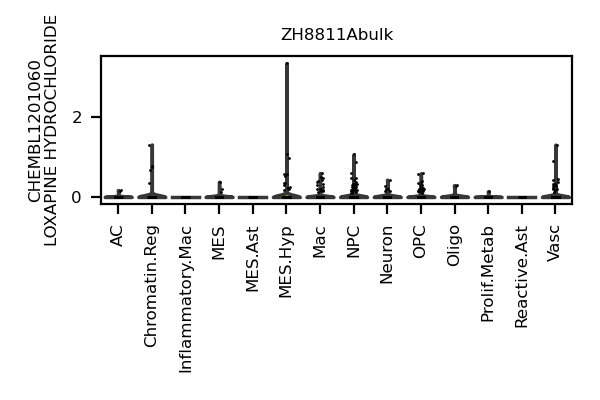 ZH8811Abulk
CHEMBL1201060
LOXAPINE HYDROCHLORIDE
2
0
AC
Chromatin.Reg
Inflammatory.Mac
MES
MES.Ast
MES.Hyp
Mac
NPC
Neuron
OPC
Oligo
Prolif.Metab
Reactive.Ast
Vasc